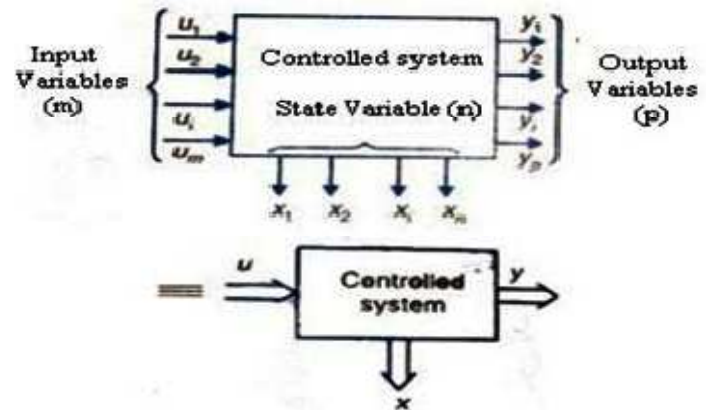 Input
Variables
(m)
u₁
u₂
uᵢ
uₘ
Controlled system
State Variable (n)
y₁
y₂
yᵢ
yₚ
Output
Variables
(p)
x₁ x₂ xᵢ xₙ
u
Controlled
system
y
x